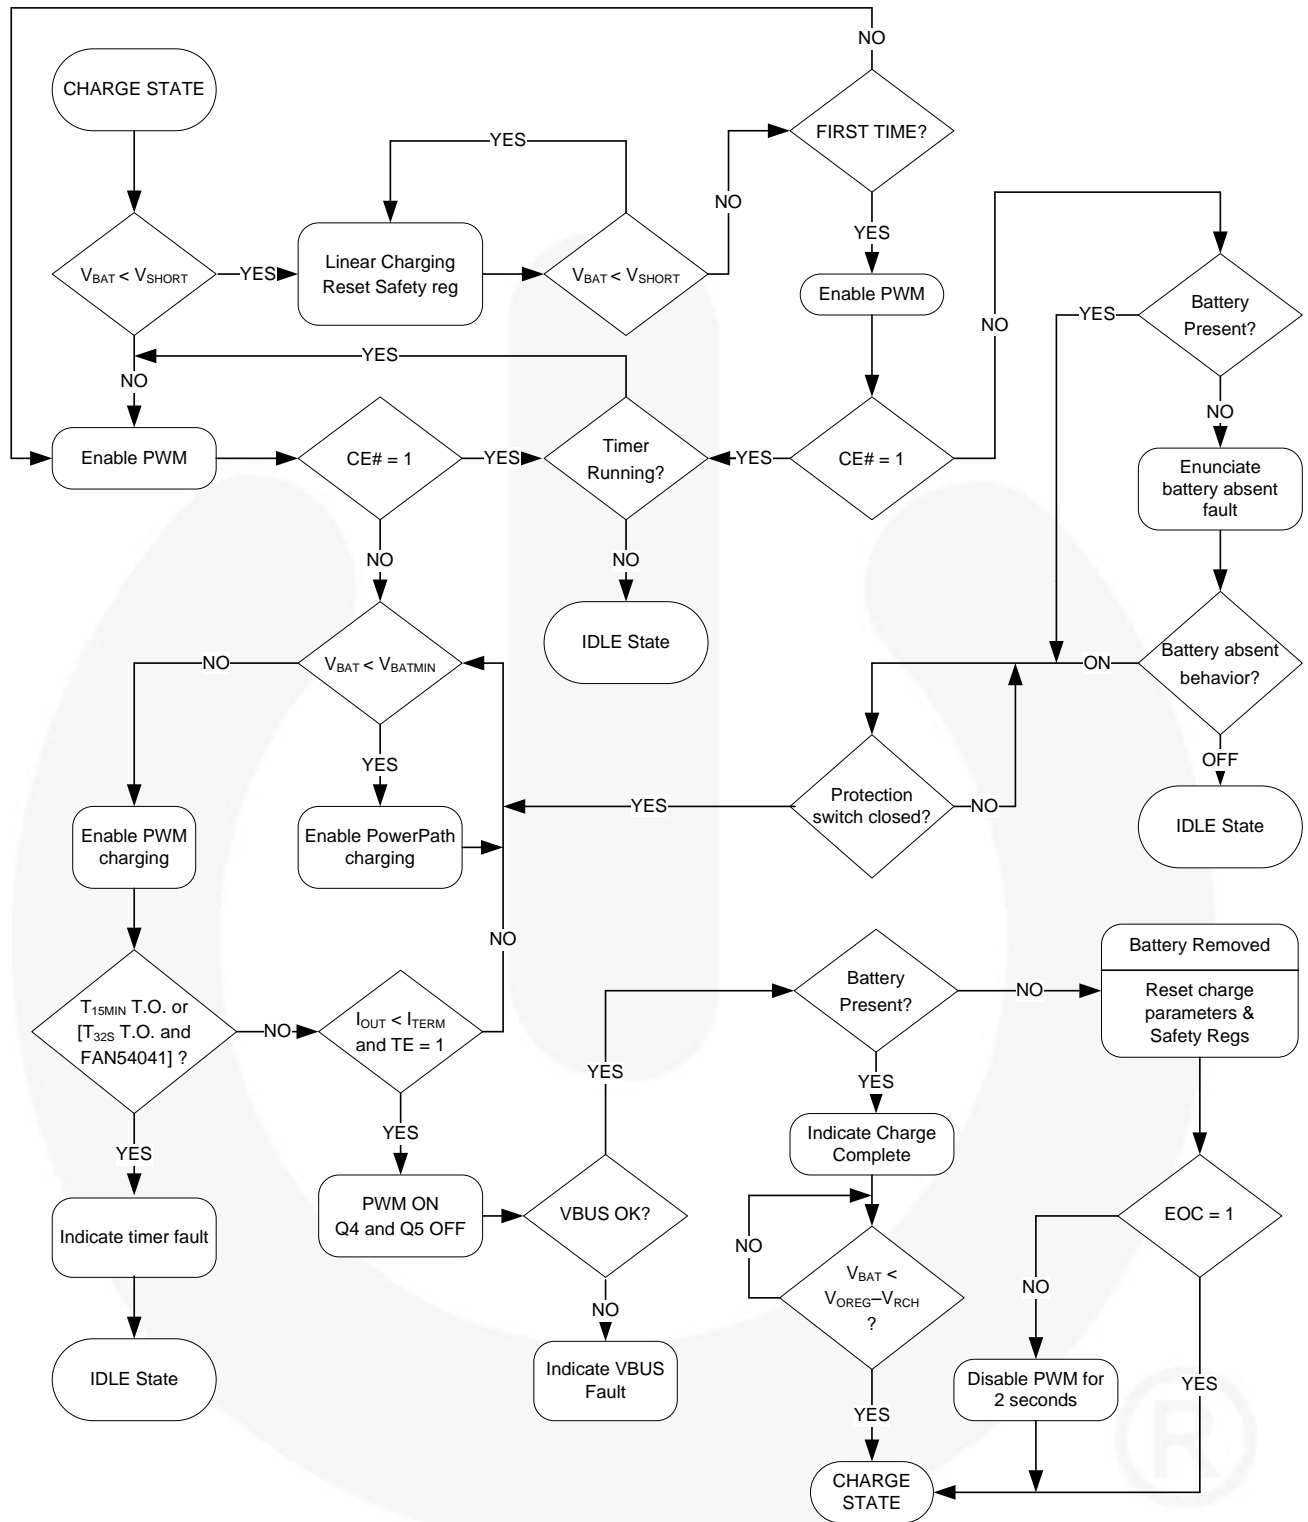 NO
CHARGE STATE
FIRST TIME?
YES
NO
YES
V_BAT < V_SHORT
YES
Linear Charging
Reset Safety reg
V_BAT < V_SHORT
Enable PWM
NO
YES
Battery
Present?
YES
NO
NO
Enable PWM
CE# = 1
YES
Timer
Running?
YES
CE# = 1
Enunciate
battery absent
fault
NO
NO
IDLE State
NO
V_BAT < V_BATMIN
ON
Battery absent
behavior?
YES
OFF
Enable PWM
charging
Enable PowerPath
charging
YES
Protection
switch closed?
NO
IDLE State
NO
T_15MIN T.O. or
[T_32S T.O. and
FAN54041] ?
NO
I_OUT < I_TERM
and TE = 1
Battery
Present?
NO
Battery Removed
Reset charge
parameters &
Safety Regs
YES
YES
YES
YES
Indicate Charge
Complete
Indicate timer fault
PWM ON
Q4 and Q5 OFF
VBUS OK?
EOC = 1
NO
V_BAT <
V_OREG–V_RCH
?
NO
NO
IDLE State
Indicate VBUS
Fault
Disable PWM for
2 seconds
YES
YES
CHARGE
STATE
®